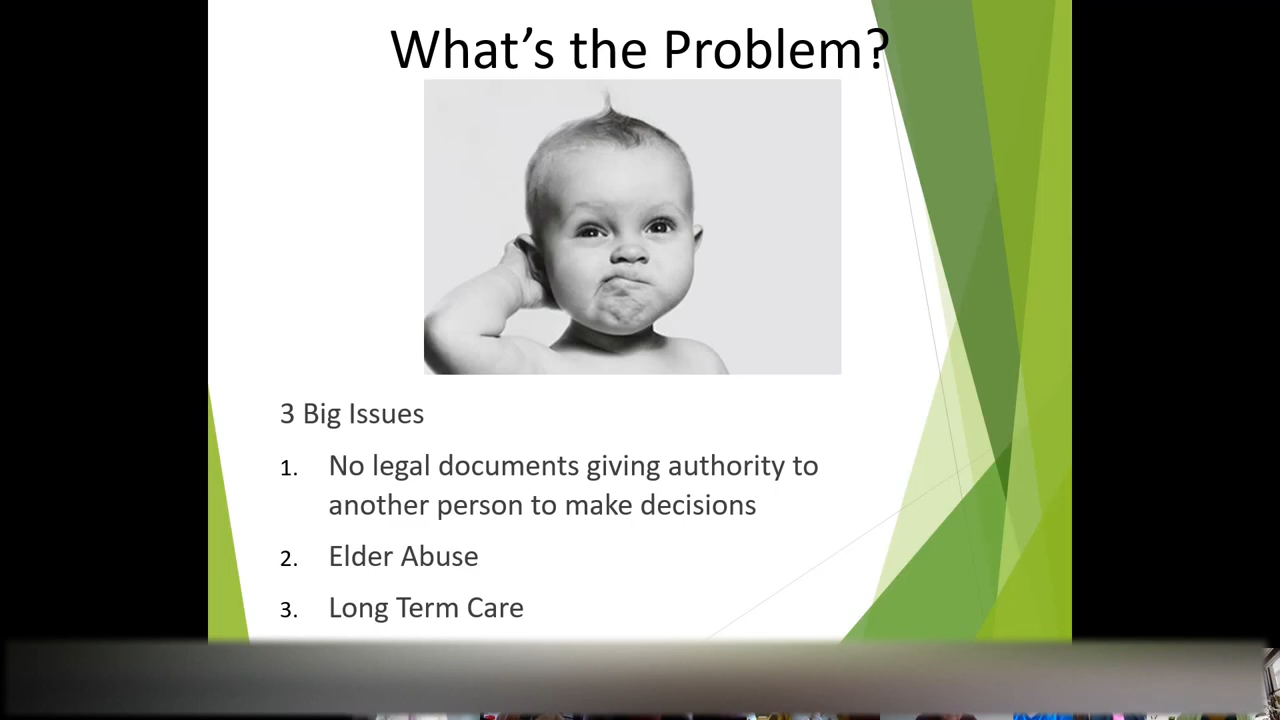 What’s the Problem?
3 Big Issues
1. No legal documents giving authority to
another person to make decisions
2. Elder Abuse
3. Long Term Care